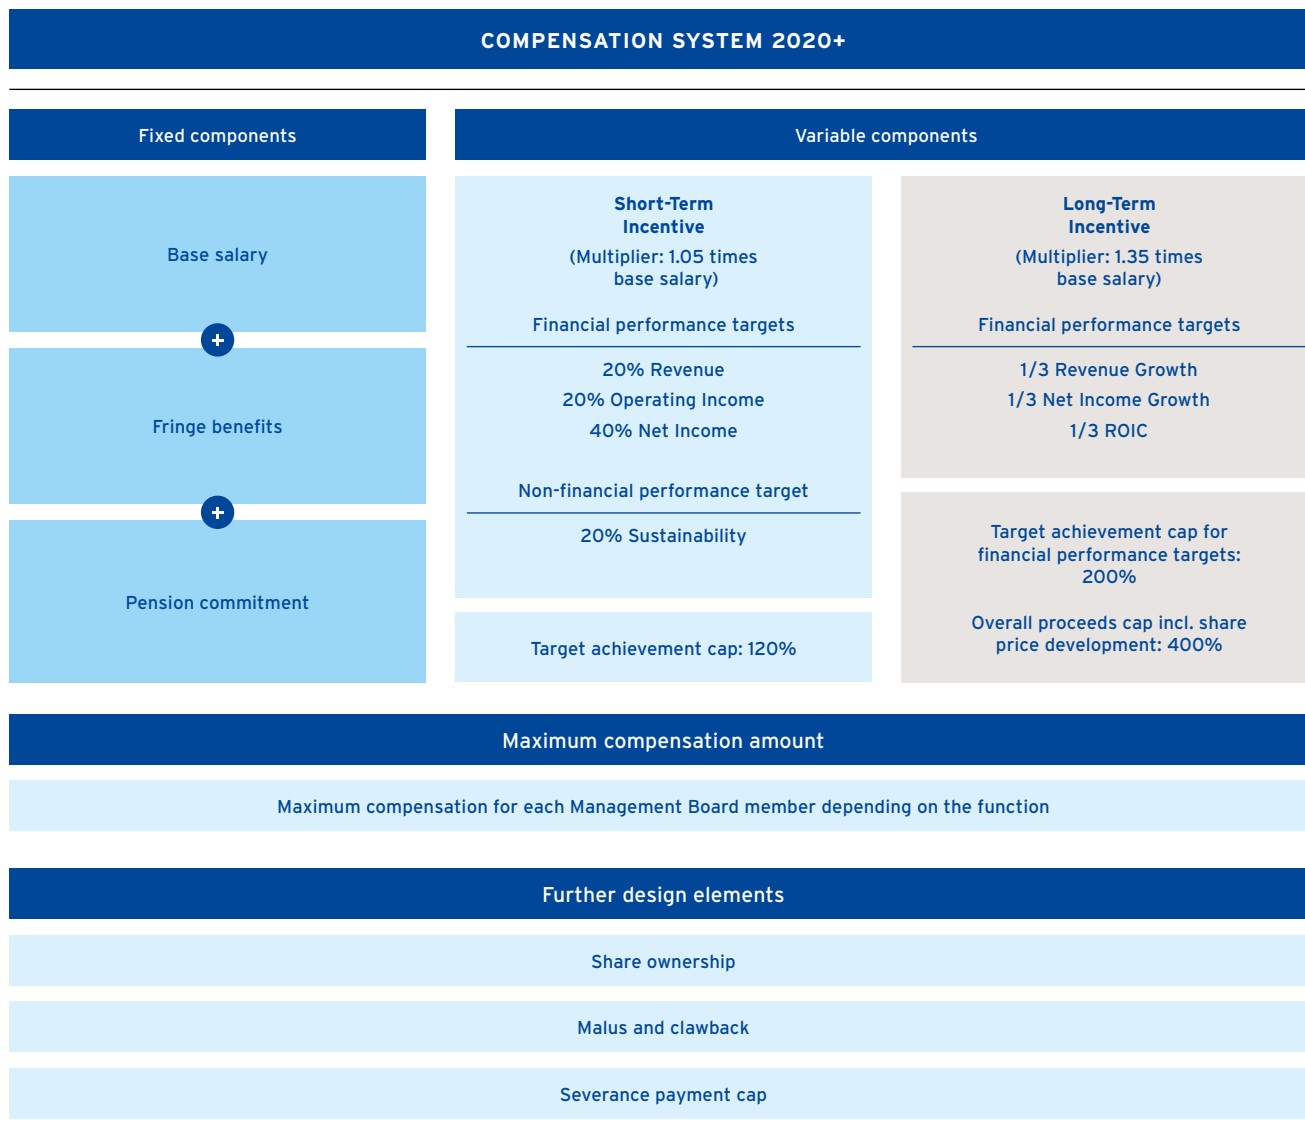 COMPENSATION SYSTEM 2020+
Fixed components
Base salary
+
Fringe benefits
+
Pension commitment
Variable components
Short-Term
Incentive
(Multiplier: 1.05 times
base salary)
Financial performance targets
20% Revenue
20% Operating Income
40% Net Income
Non-financial performance target
20% Sustainability
Target achievement cap: 120%
Long-Term
Incentive
(Multiplier: 1.35 times
base salary)
Financial performance targets
1/3 Revenue Growth
1/3 Net Income Growth
1/3 ROIC
Target achievement cap for
financial performance targets:
200%
Overall proceeds cap incl. share
price development: 400%
Maximum compensation amount
Maximum compensation for each Management Board member depending on the function
Further design elements
Share ownership
Malus and clawback
Severance payment cap